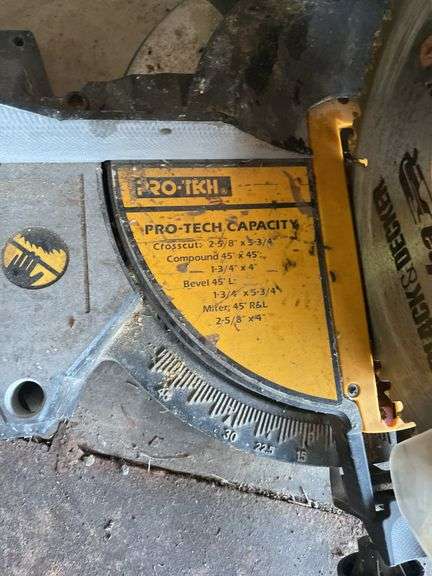 PRO-TECH
PRO-TECH CAPACITY
Crosscut: 2-5/8" x 5-3/4"
Compound 45° x 45°
1-3/4" x 4"
Bevel 45° L:
1-3/4" x 5-3/4"
Miter; 45° R&L
2-5/8" x 4"
BLACK & DECKER
45
30
22.5
15